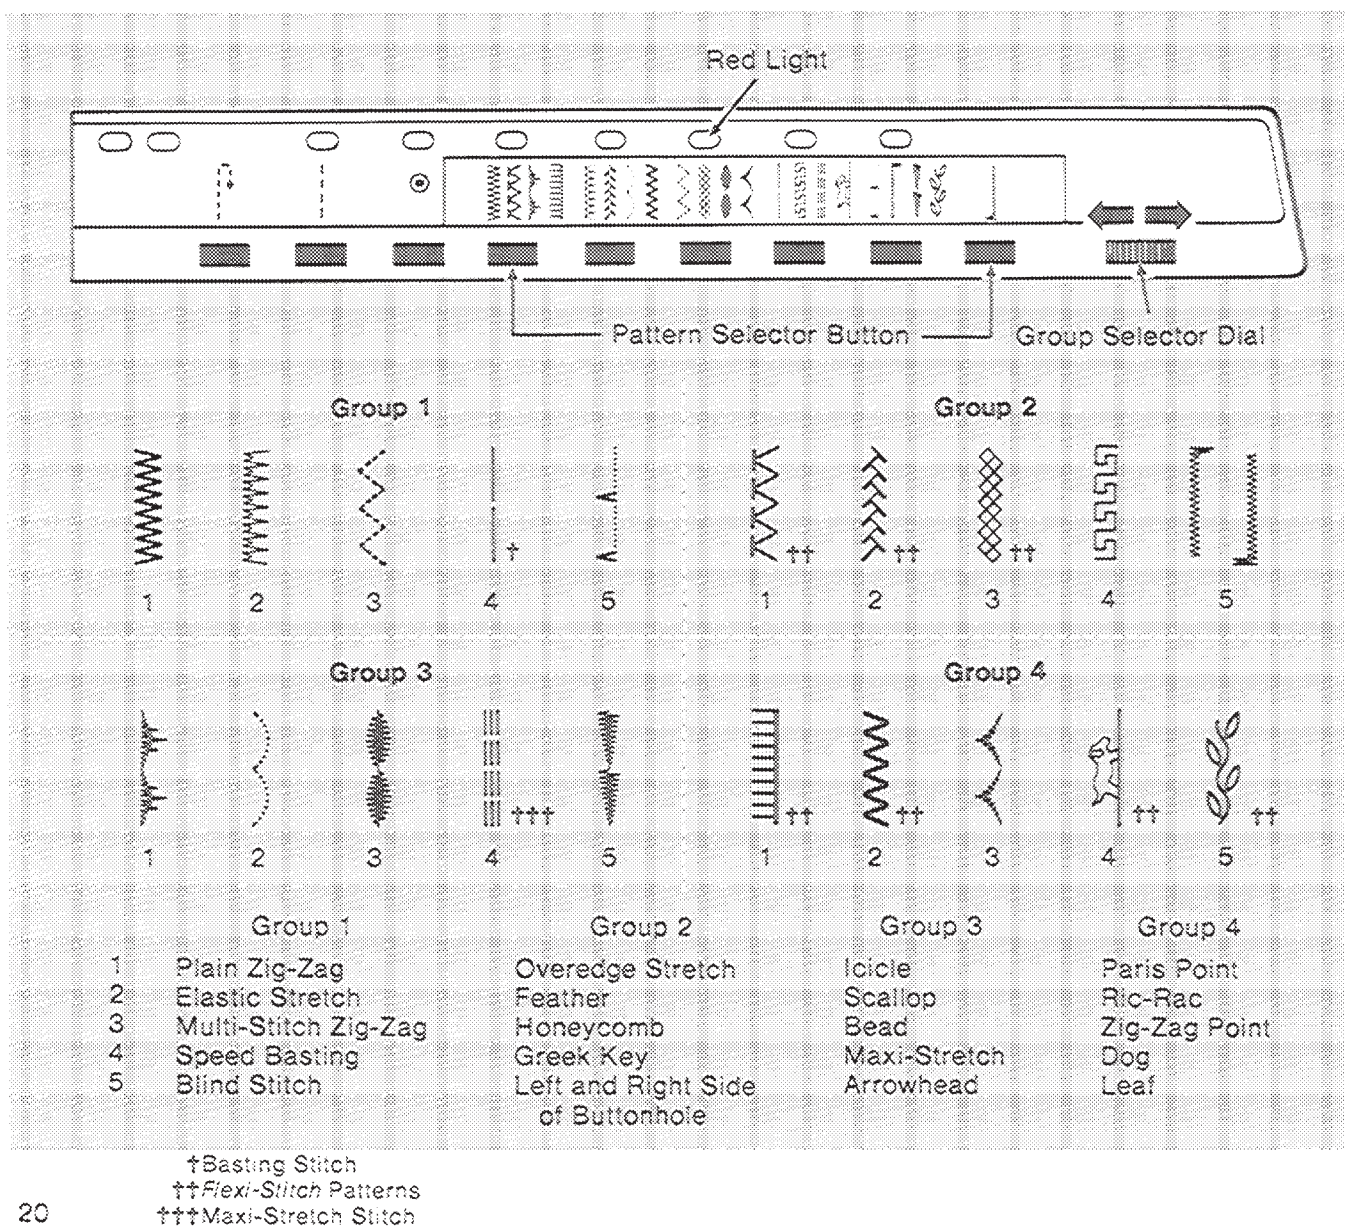 Red Light
Pattern Selector Button
Group Selector Dial
Group 1
Group 2
††
††
††
†
1 2 3 4 5
1 2 3 4 5
Group 3
Group 4
†††
††
††
††
††
1 2 3 4 5
1 2 3 4 5
Group 1 Group 2 Group 3 Group 4
1 Plain Zig-Zag Overedge Stretch Icicle Paris Point
2 Elastic Stretch Feather Scallop Ric-Rac
3 Multi-Stitch Zig-Zag Honeycomb Bead Zig-Zag Point
4 Speed Basting Greek Key Maxi-Stretch Dog
5 Blind Stitch Left and Right Side Arrowhead Leaf
of Buttonhole
†Basting Stitch
††Flexi-Stitch Patterns
†††Maxi-Stretch Stitch
20